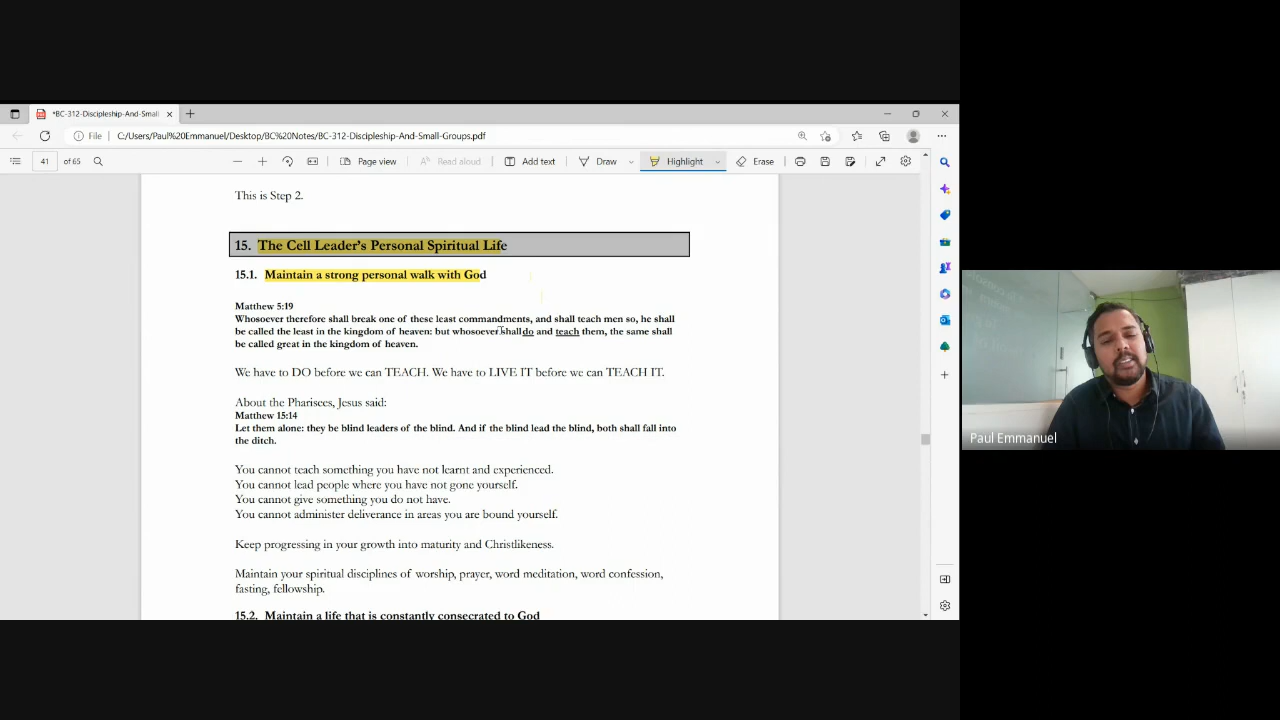 *BC-312-Discipleship-And-Small
File
C:/Users/Paul%20Emmanuel/Desktop/BC%20Notes/BC-312-Discipleship-And-Small-Groups.pdf
41 of 65
Page view
Read aloud
Add text
Draw
Highlight
Erase
This is Step 2.
15. The Cell Leader's Personal Spiritual Life
15.1. Maintain a strong personal walk with God
Matthew 5:19
Whosoever therefore shall break one of these least commandments, and shall teach men so, he shall
be called the least in the kingdom of heaven: but whosoever shall do and teach them, the same shall
be called great in the kingdom of heaven.
We have to DO before we can TEACH. We have to LIVE IT before we can TEACH IT.
About the Pharisees, Jesus said:
Matthew 15:14
Let them alone: they be blind leaders of the blind. And if the blind lead the blind, both shall fall into
the ditch.
You cannot teach something you have not learnt and experienced.
You cannot lead people where you have not gone yourself.
You cannot give something you do not have.
You cannot administer deliverance in areas you are bound yourself.
Keep progressing in your growth into maturity and Christlikeness.
Maintain your spiritual disciplines of worship, prayer, word meditation, word confession,
fasting, fellowship.
15.2. Maintain a life that is constantly consecrated to God
Paul Emmanuel